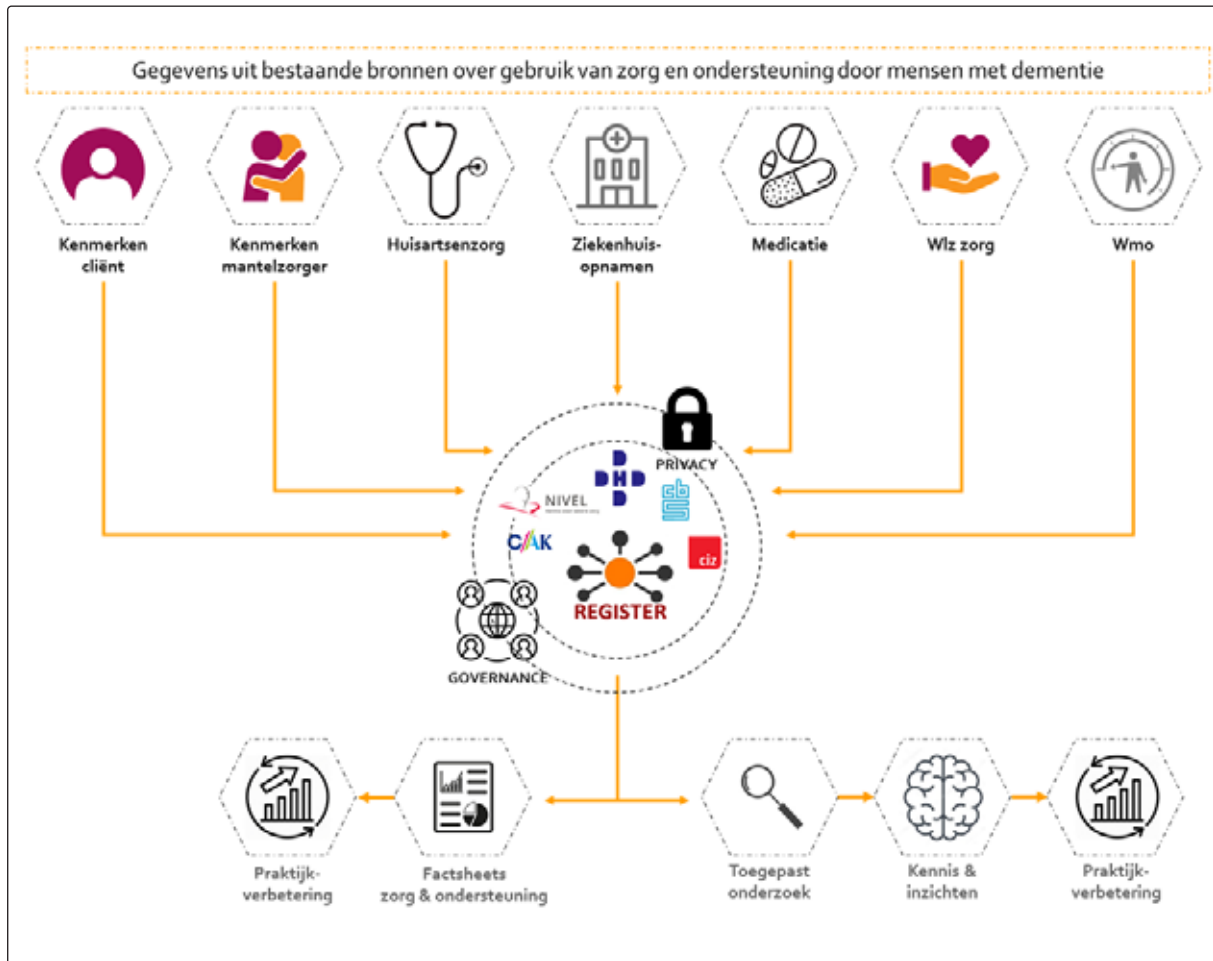 Gegevens uit bestaande bronnen over gebruik van zorg en ondersteuning door mensen met dementie
Kenmerken
cliënt
Kenmerken
mantelzorger
Huisartsenzorg
Ziekenhuis-
opnamen
Medicatie
Wlz zorg
Wmo
PRIVACY
D
DHD
D
NIVEL
cbs
CAK
ciz
REGISTER
GOVERNANCE
Praktijk-
verbetering
Factsheets
zorg & ondersteuning
Toegepast
onderzoek
Kennis &
inzichten
Praktijk-
verbetering